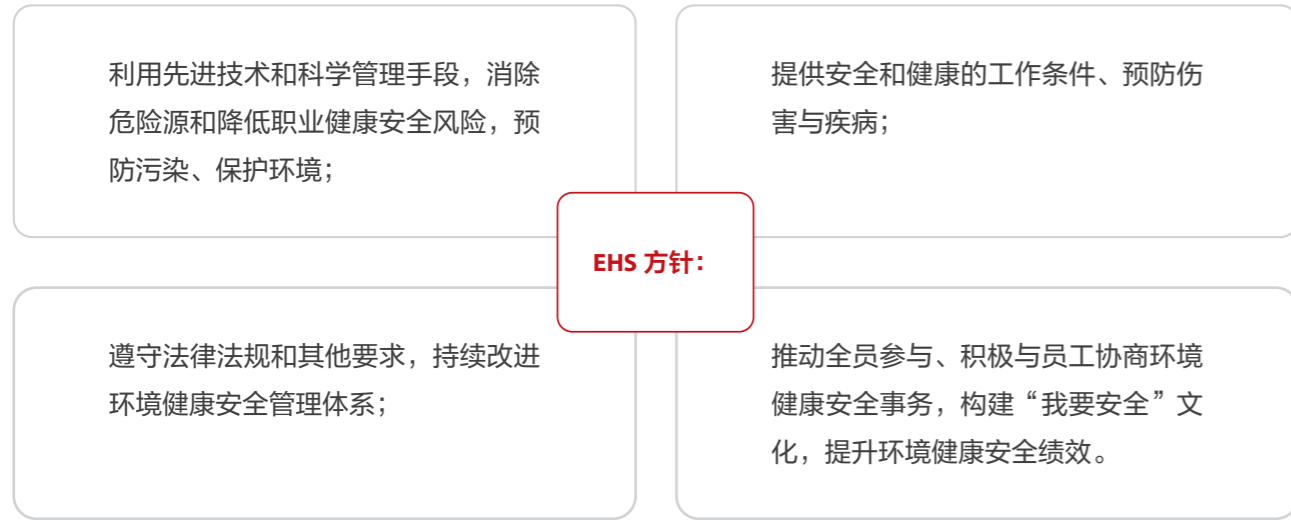 利用先进技术和科学管理手段，消除
危险源和降低职业健康安全风险，预
防污染、保护环境；
提供安全和健康的工作条件、预防伤
害与疾病；
EHS 方针：
遵守法律法规和其他要求，持续改进
环境健康安全管理体系；
推动全员参与、积极与员工协商环境
健康安全事务，构建“我要安全”文
化，提升环境健康安全绩效。